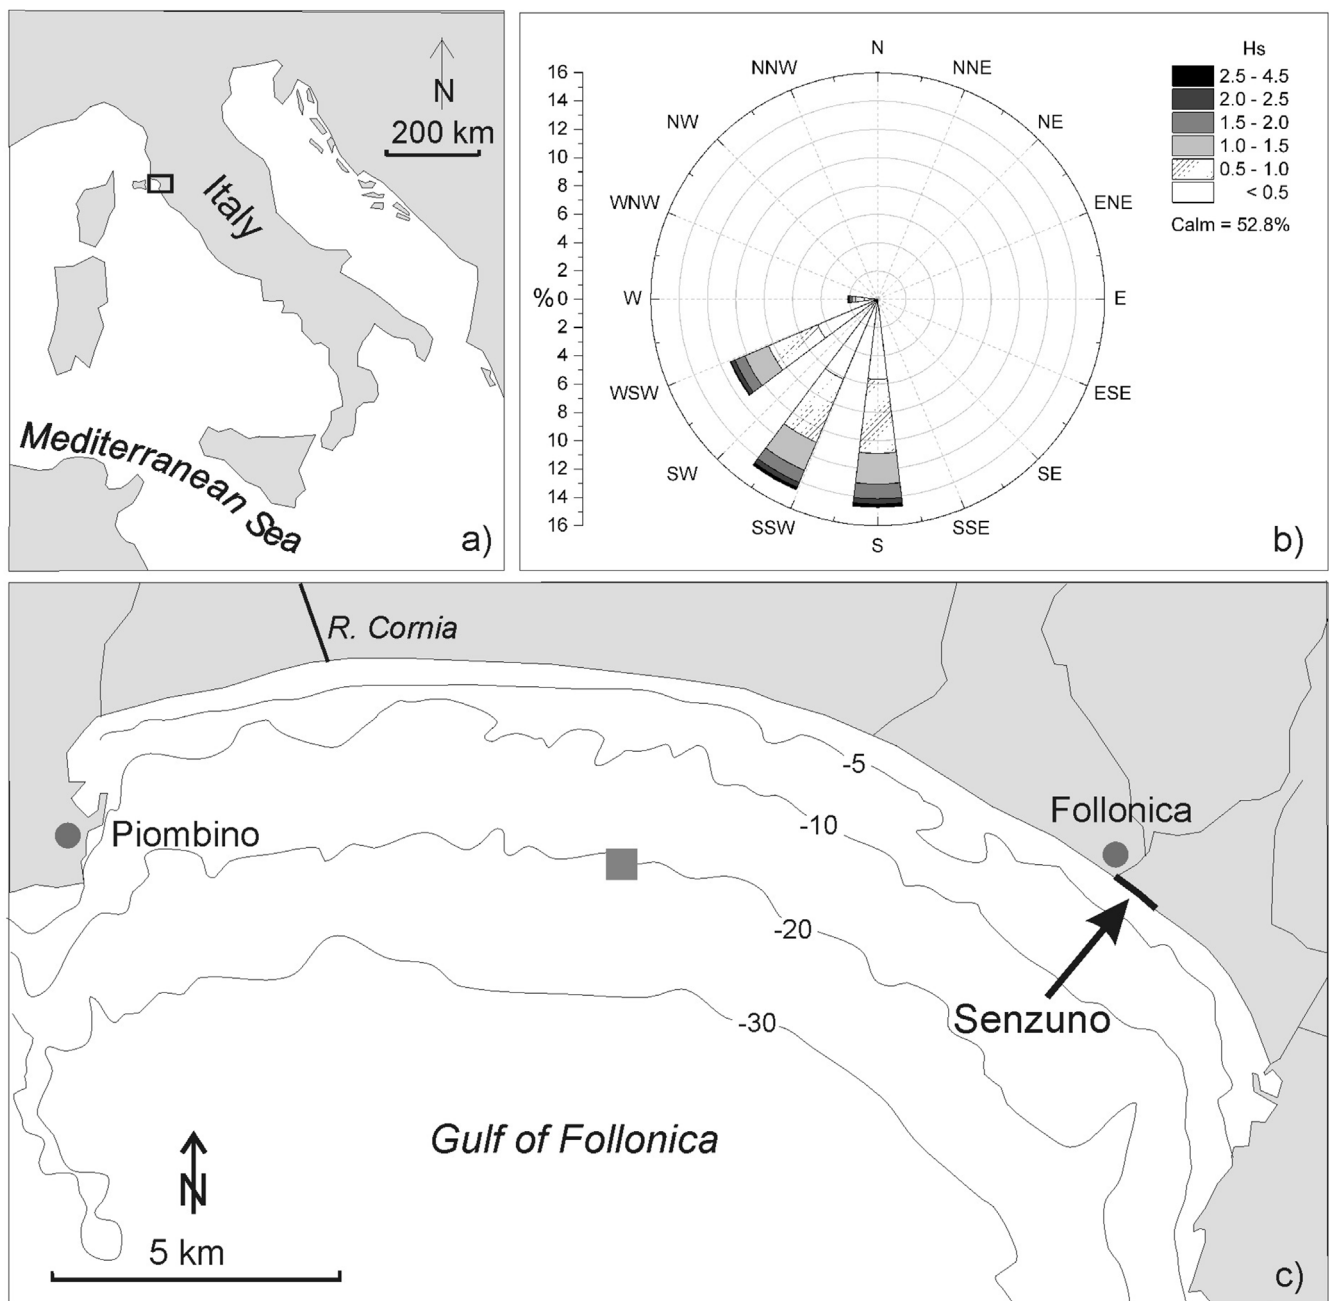 N
200 km
Italy
Mediterranean Sea
a)
16
14
12
10
8
6
4
2
%0
2
4
6
8
10
12
14
16
N
NNE
NE
ENE
E
ESE
SE
SSE
S
SSW
SW
WSW
W
WNW
NW
NNW
Hs
2.5 - 4.5
2.0 - 2.5
1.5 - 2.0
1.0 - 1.5
0.5 - 1.0
< 0.5
Calm = 52.8%
b)
R. Cornia
-5
Follonica
-10
Piombino
-20
Senzuno
-30
Gulf of Follonica
N
5 km
c)